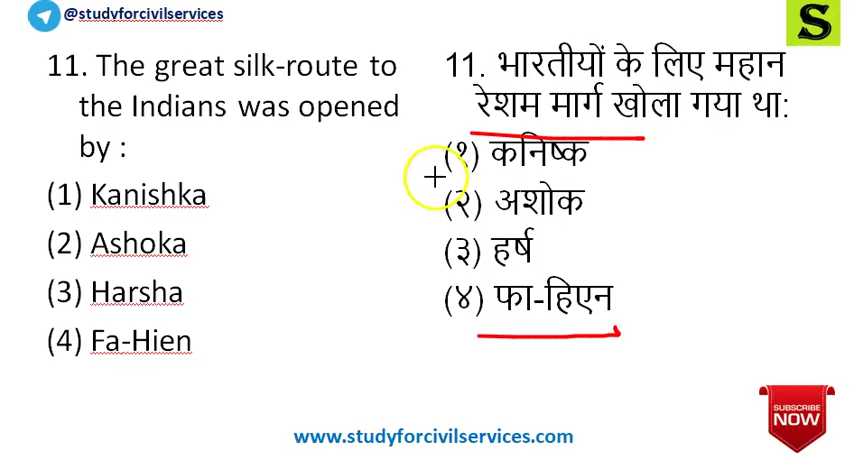 @studyforcivilservices
S
11. The great silk-route to
the Indians was opened
by :
(1) Kanishka
(2) Ashoka
(3) Harsha
(4) Fa-Hien
11. भारतीयों के लिए महान
रेशम मार्ग खोला गया था:
(१) कनिष्क
(२) अशोक
(३) हर्ष
(४) फा-हिएन
SUBSCRIBE
NOW
www.studyforcivilservices.com